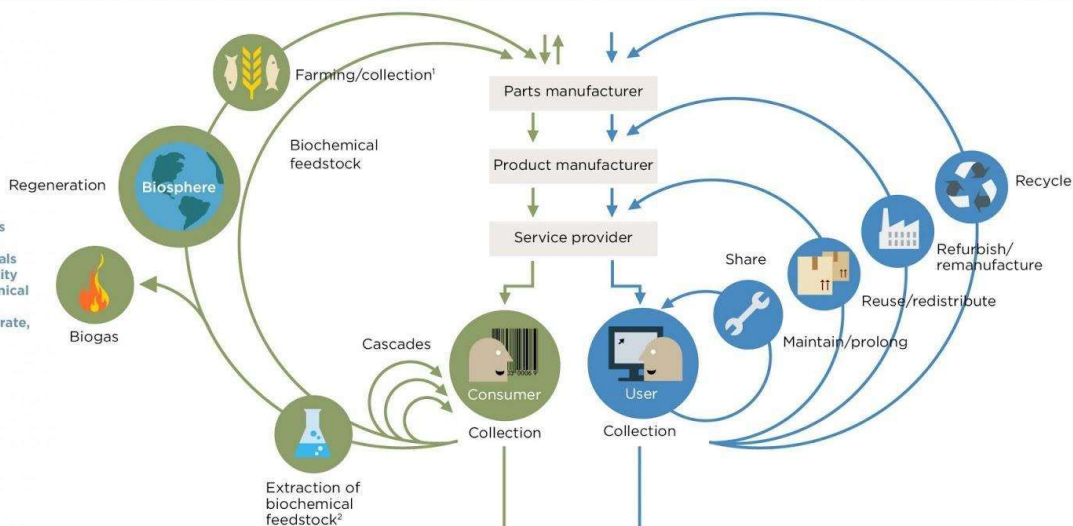 Farming/collection¹
Parts manufacturer
Biochemical
feedstock
Product manufacturer
Regeneration
Biosphere
Recycle
Service provider
Share
Refurbish/
remanufacture
Reuse/redistribute
Biogas
Maintain/prolong
Cascades
Consumer
User
Collection
Collection
Extraction of
biochemical
feedstock²